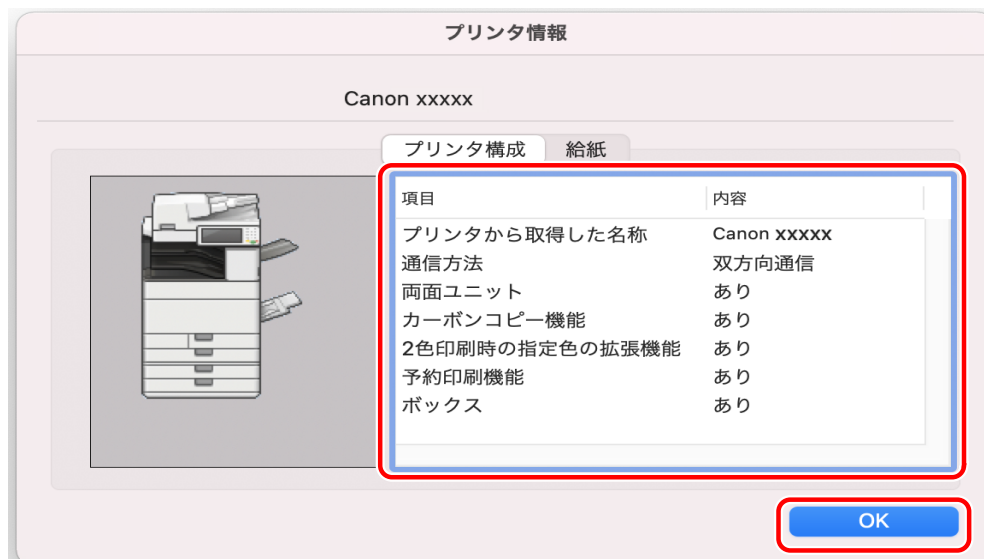 プリンタ情報
Canon xxxxx
プリンタ構成 給紙
項目 内容
プリンタから取得した名称 Canon xxxxx
通信方法 双方向通信
両面ユニット あり
カーボンコピー機能 あり
2色印刷時の指定色の拡張機能 あり
予約印刷機能 あり
ボックス あり
OK